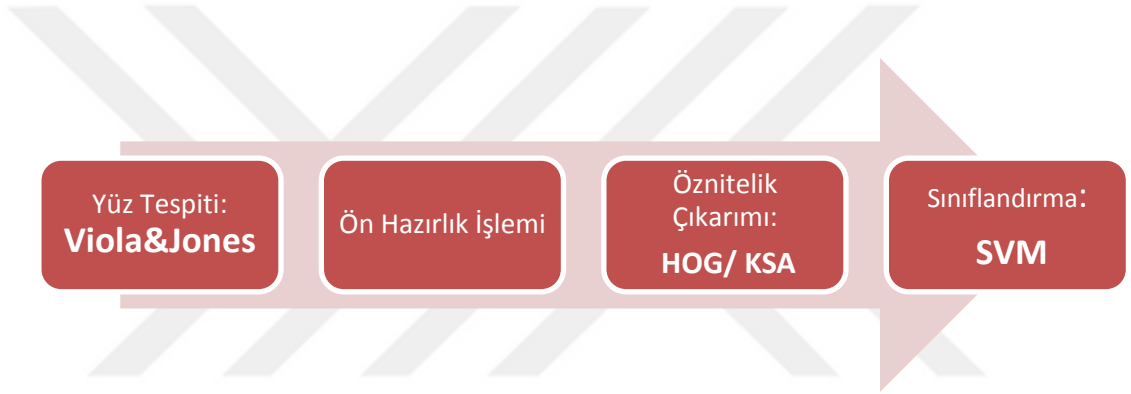 Yüz Tespiti:
Viola&Jones
Ön Hazırlık İşlemi
Öznitelik
Çıkarımı:
HOG/ KSA
Sınıflandırma:
SVM